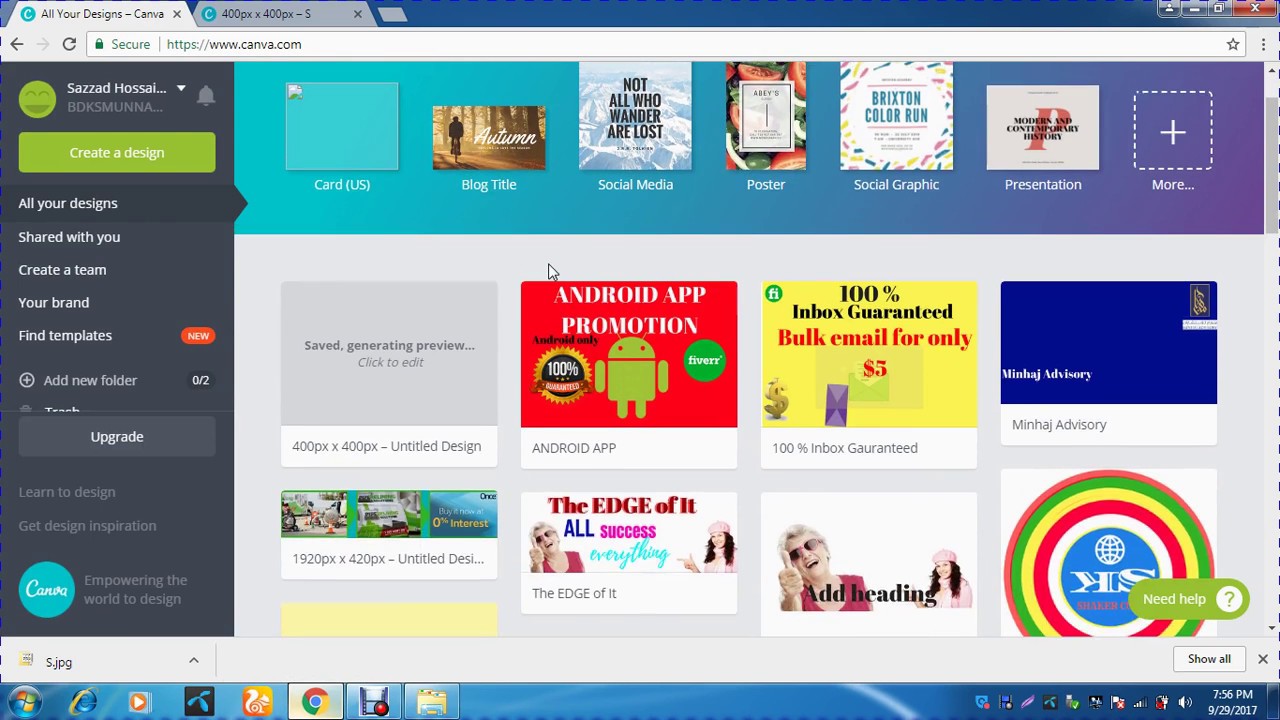 All Your Designs – Canva
400px x 400px – S
Secure
https://www.canva.com
Sazzad Hossai...
BDKSMUNNA...
Create a design
All your designs
Shared with you
Create a team
Your brand
Find templates
NEW
Add new folder
0/2
Trash
Upgrade
Learn to design
Get design inspiration
Canva
Empowering the
world to design
Card (US)
Autumn
Blog Title
NOT
ALL WHO
WANDER
ARE LOST
Social Media
ABEY'S
Poster
BRIXTON
COLOR RUN
Social Graphic
MODERN AND
CONTEMPORARY
HISTORY
Presentation
More...
Saved, generating preview...
Click to edit
400px x 400px – Untitled Design
ANDROID APP
PROMOTION
Android only
100%
GUARANTEED
fiverr
ANDROID APP
fi
100 %
Inbox Guaranteed
Bulk email for only
$5
100 % Inbox Gauranteed
Minhaj Advisory
Minhaj Advisory
Once
Buy it now at
0% Interest
1920px x 420px – Untitled Desi...
The EDGE of It
ALL Success
everything
The EDGE of It
Add heading
Need help ?
S.jpg
Show all
7:56 PM
9/29/2017